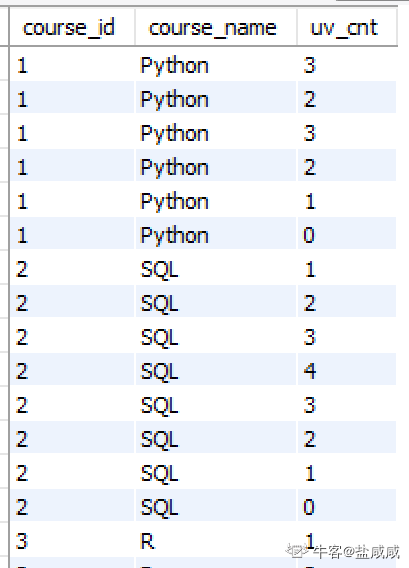 course_id course_name uv_cnt
1 Python 3
1 Python 2
1 Python 3
1 Python 2
1 Python 1
1 Python 0
2 SQL 1
2 SQL 2
2 SQL 3
2 SQL 4
2 SQL 3
2 SQL 2
2 SQL 1
2 SQL 0
3 R 1
牛客@盐咸咸